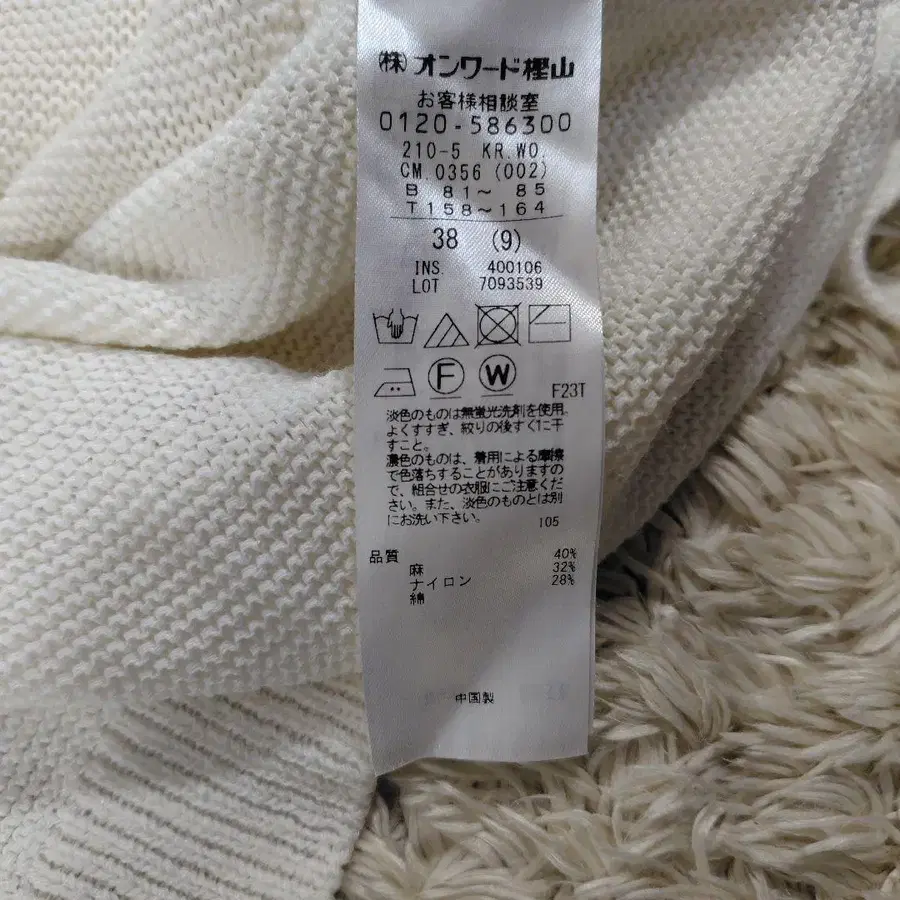 (株)オンワード樫山
お客様相談室
0120-586300
210-5 KR.WO.
CM.0356 (002)
B 81〜 85
T158〜164
38 (9)
INS. 400106
LOT 7093539
F W F23T
淡色のものは無蛍光洗剤を使用。
よくすすぎ、絞りの後すぐに干
すこと。
濃色のものは、着用による摩擦
で色落ちすることがありますの
で、組合せの衣服にご注意くだ
さい。また、淡色のものとは別
にお洗い下さい。
105
品質 40%
麻 32%
ナイロン 28%
綿
中国製